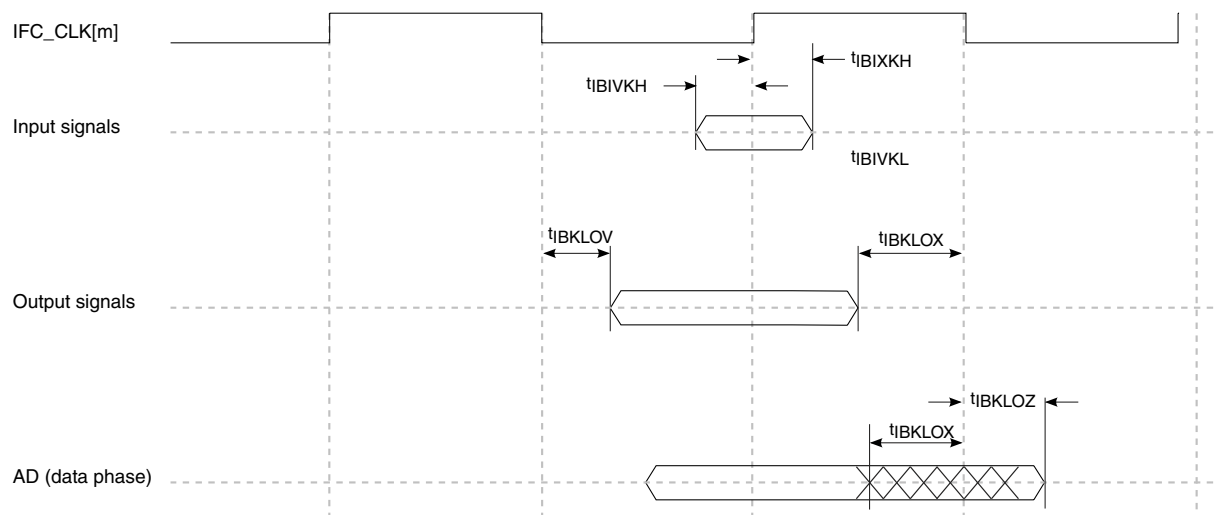 IFC_CLK[m]
tIBIXKH
tIBIVKH
Input signals
tIBIVKL
tIBKLOV
tIBKLOX
Output signals
tIBKLOZ
tIBKLOX
AD (data phase)